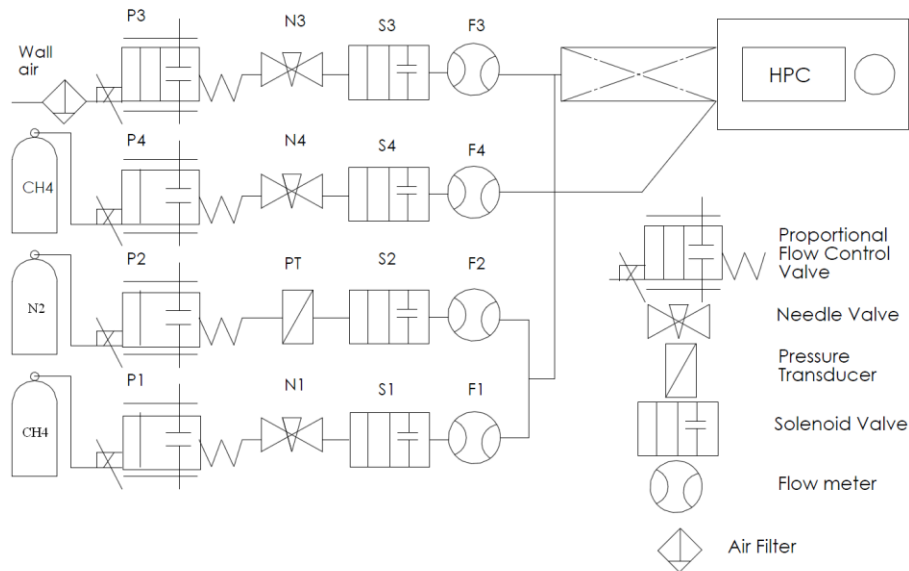 P3
N3
S3
F3
Wall
air
HPC
P4
N4
S4
F4
CH4
P2
PT
S2
F2
N2
P1
N1
S1
F1
CH4
Proportional
Flow Control
Valve
Needle Valve
Pressure
Transducer
Solenoid Valve
Flow meter
Air Filter